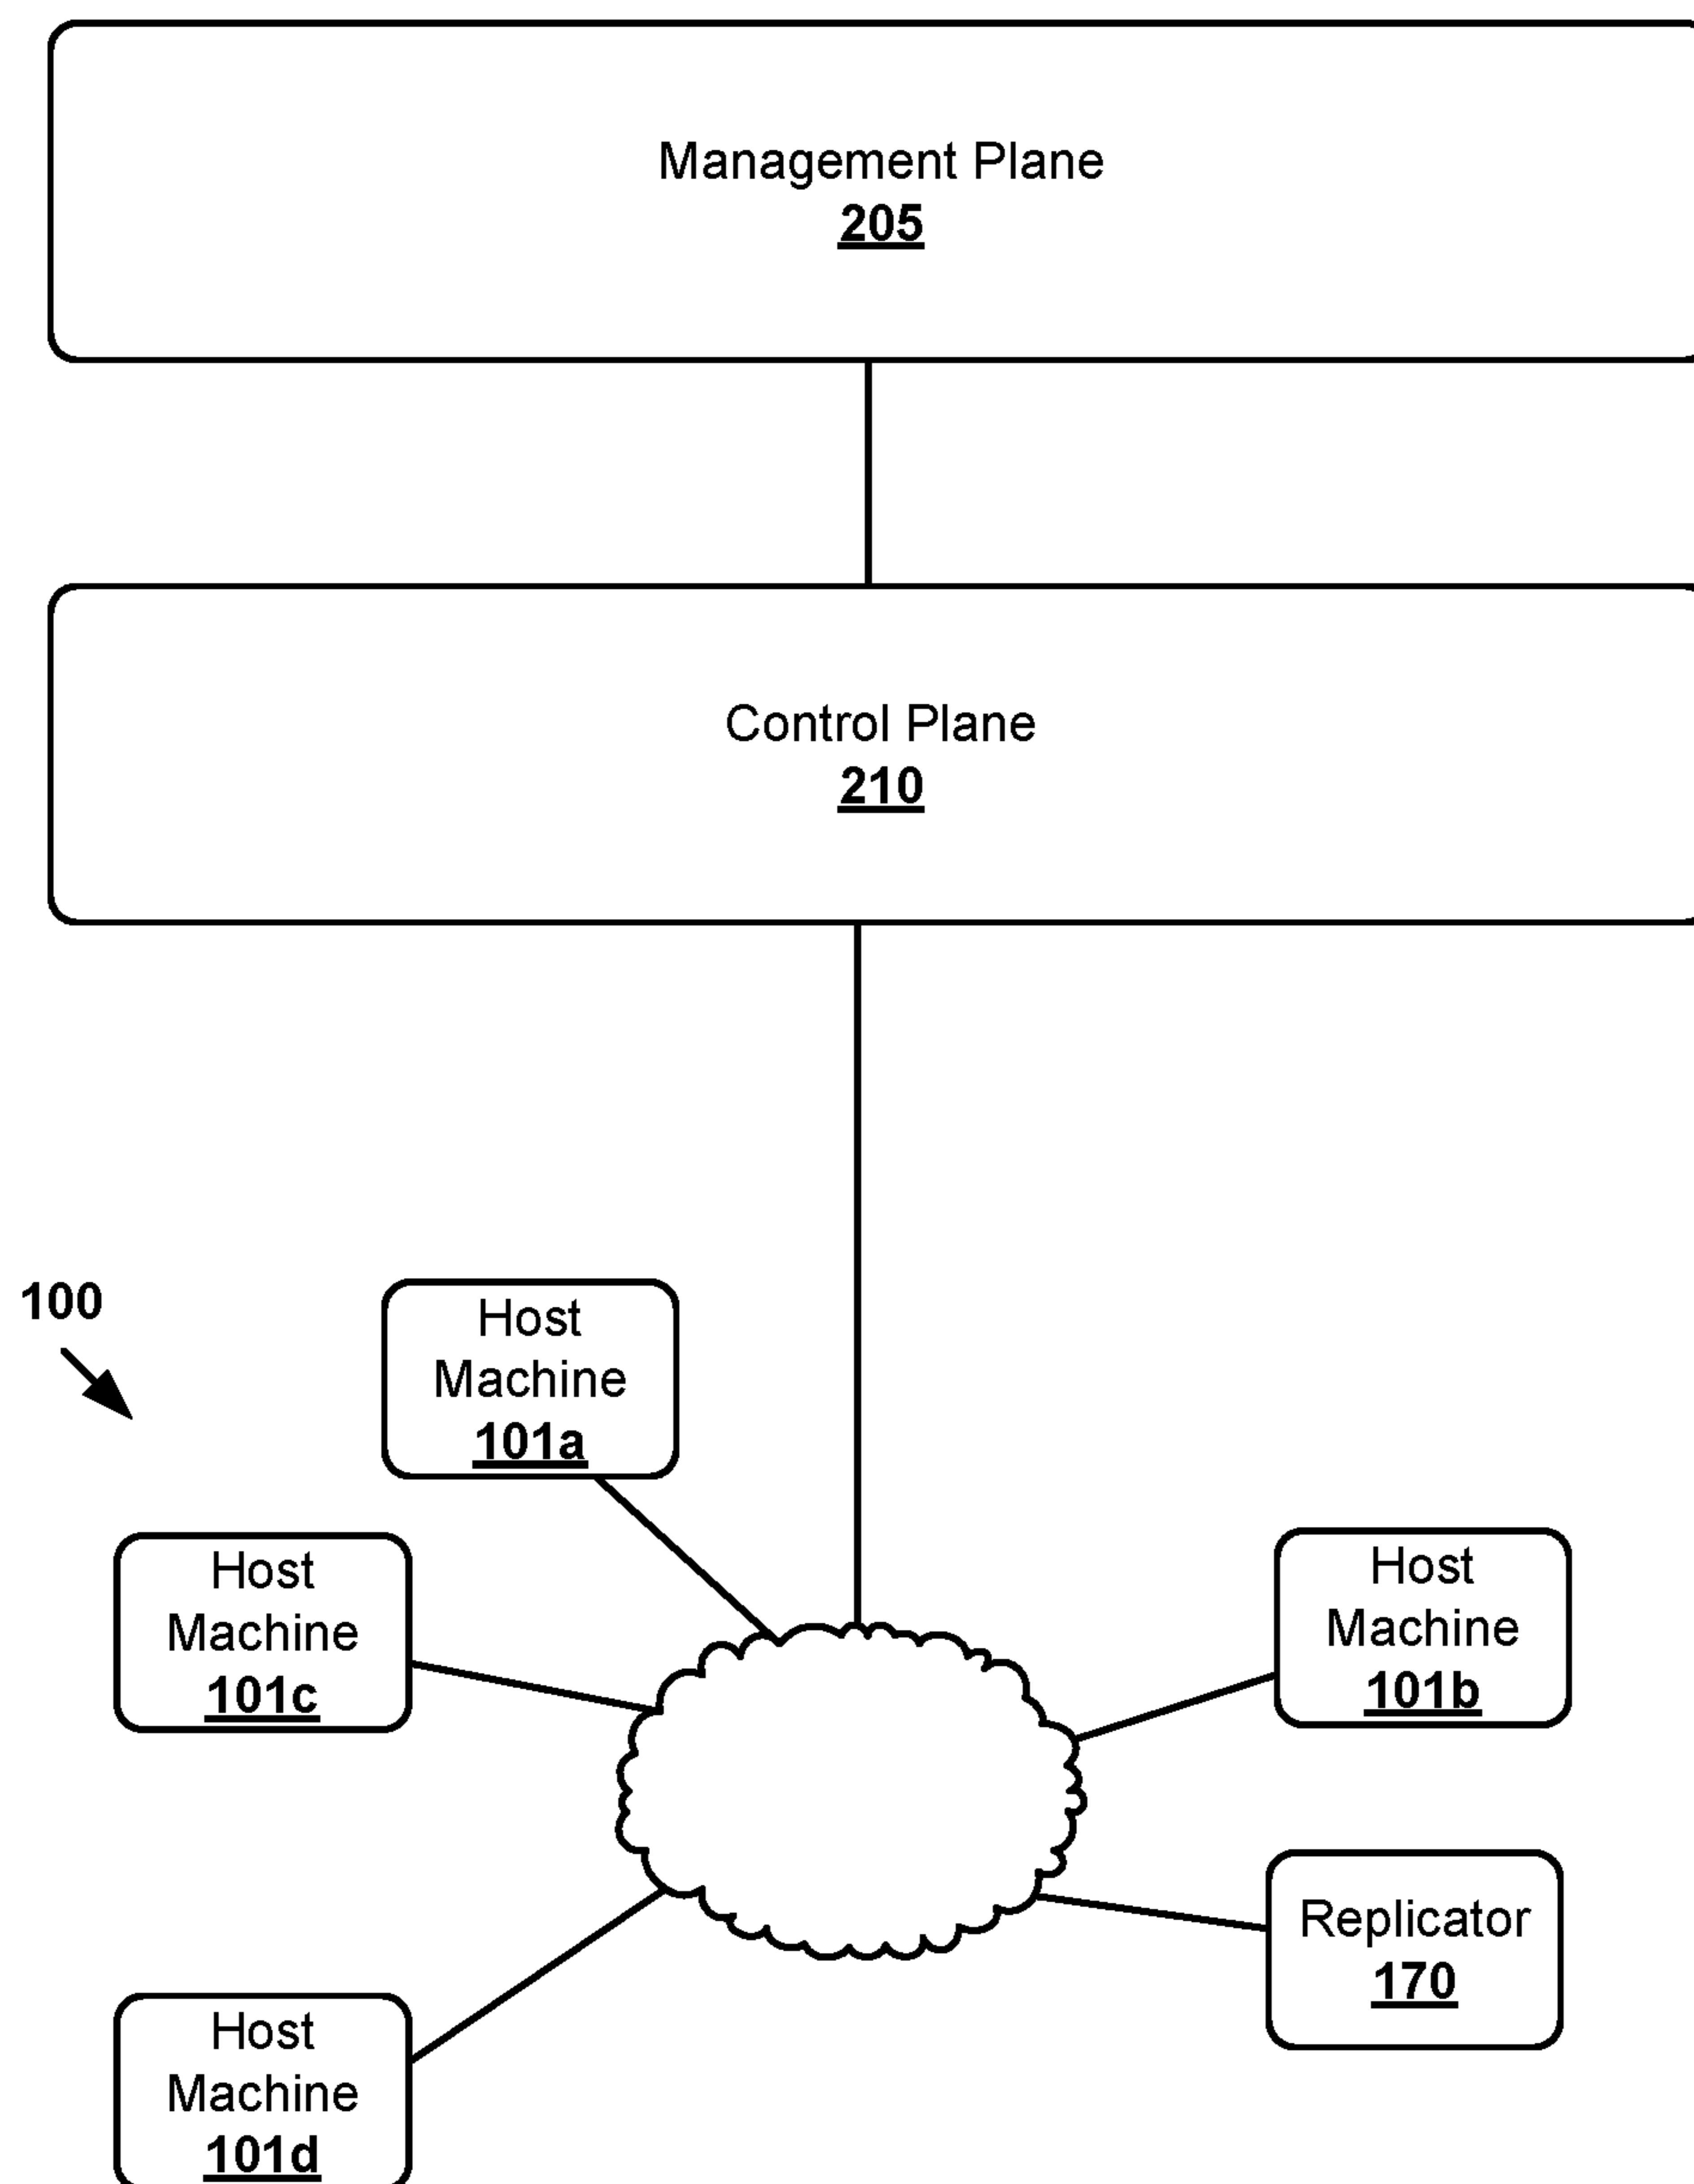 Management Plane
205
Control Plane
210
100
Host
Machine
101a
Host
Machine
101c
Host
Machine
101b
Replicator
170
Host
Machine
101d